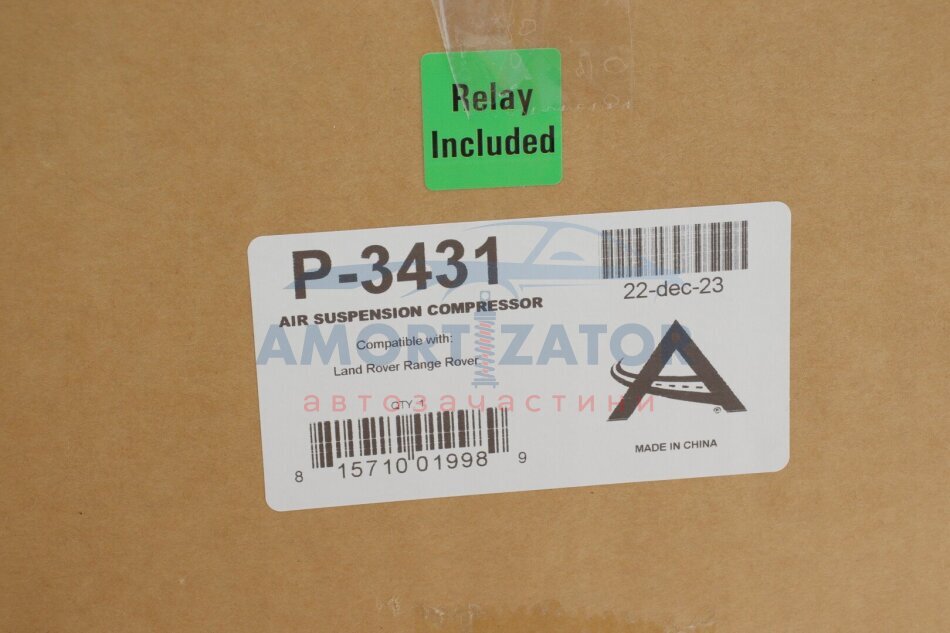 Relay
Included
P-3431
22-dec-23
AIR SUSPENSION COMPRESSOR
Compatible with:
Land Rover Range Rover
AMORTIZATOR
автозачастини
QTY 1
8 15710 01998 9
MADE IN CHINA